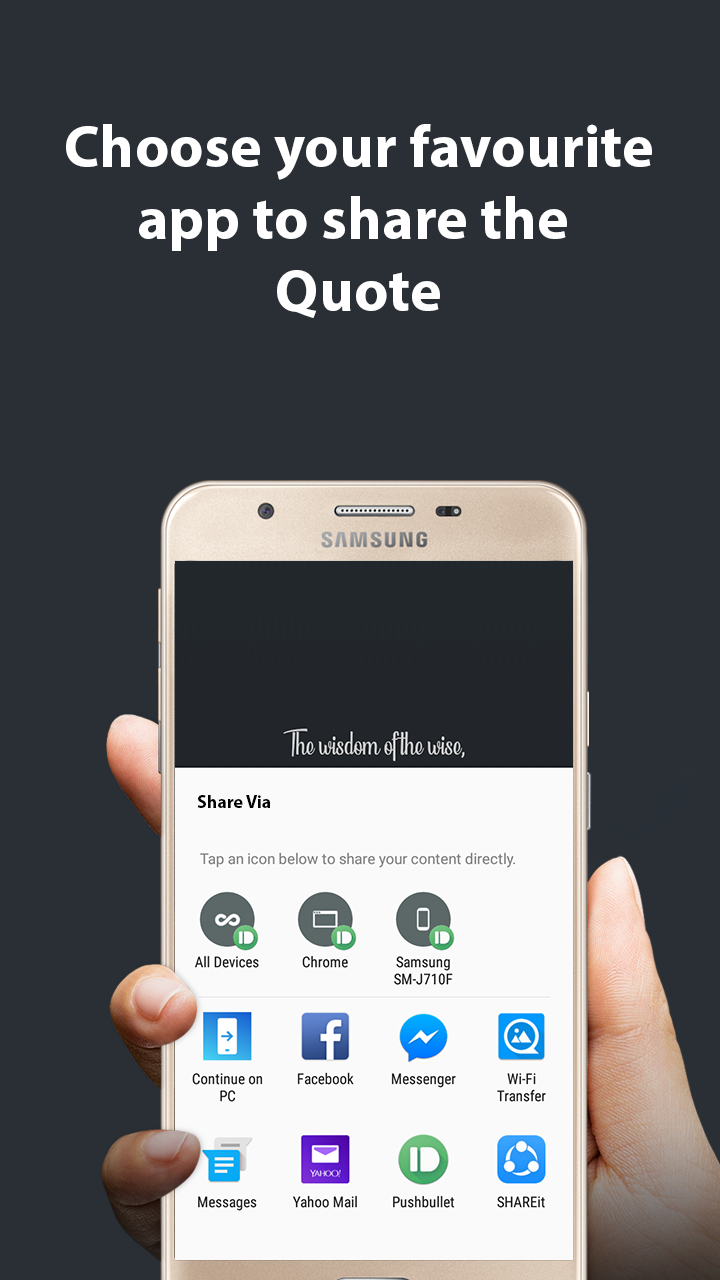 Choose your favourite
app to share the
Quote
SAMSUNG
The wisdom of the wise,
Share Via
Tap an icon below to share your content directly.
All Devices
Chrome
Samsung
SM-J710F
Continue on
PC
Facebook
Messenger
Wi-Fi
Transfer
YAHOO!
Messages
Yahoo Mail
Pushbullet
SHAREit